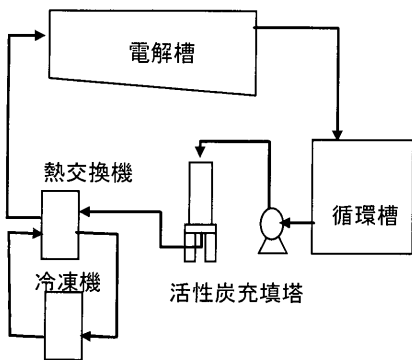 電解槽
熱交換機
循環槽
冷凍機
活性炭充填塔